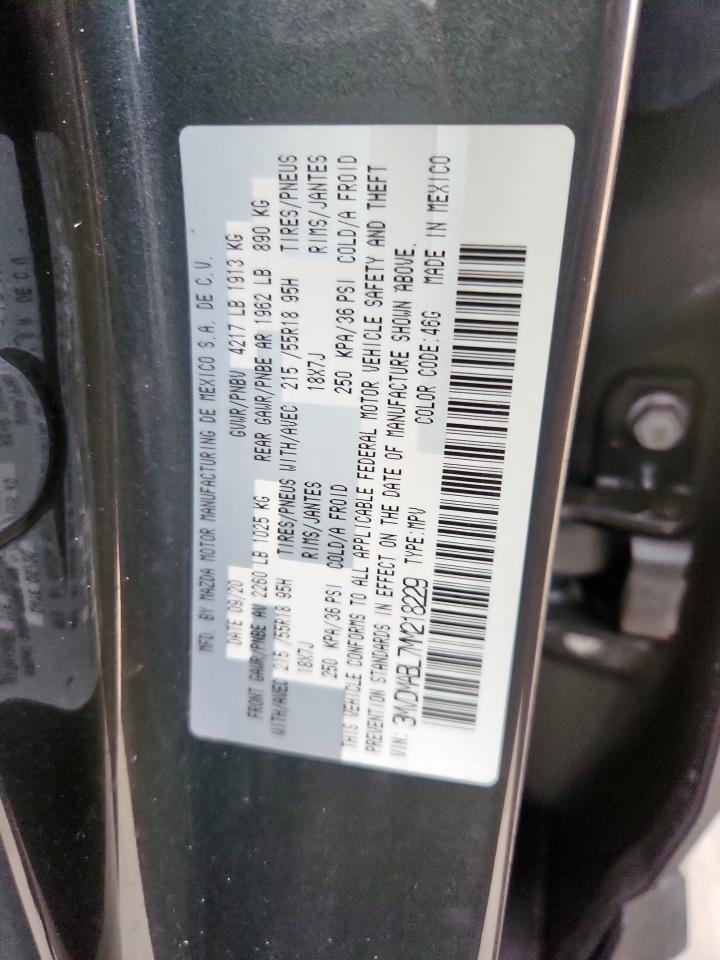 MFD. BY MAZDA MOTOR MANUFACTURING DE MEXICO S.A. DE C.V.
DATE 09/20 GVWR/PNBV 4217 LB 1913 KG
FRONT GAWR/PNBE AV 2260 LB 1025 KG REAR GAWR/PNBE AR 1962 LB 890 KG
WITH/AVEC 215 /55R18 95H TIRES/PNEUS WITH/AVEC 215 /55R18 95H TIRES/PNEUS
18X7J RIMS/JANTES 18X7J RIMS/JANTES
250 KPA/36 PSI COLD/A FROID 250 KPA/36 PSI COLD/A FROID
THIS VEHICLE CONFORMS TO ALL APPLICABLE FEDERAL MOTOR VEHICLE SAFETY AND THEFT
PREVENTION STANDARDS IN EFFECT ON THE DATE OF MANUFACTURE SHOWN ABOVE.
VIN: 3MVDMABL7MM218229 TYPE:MPV COLOR CODE:46G MADE IN MEXICO